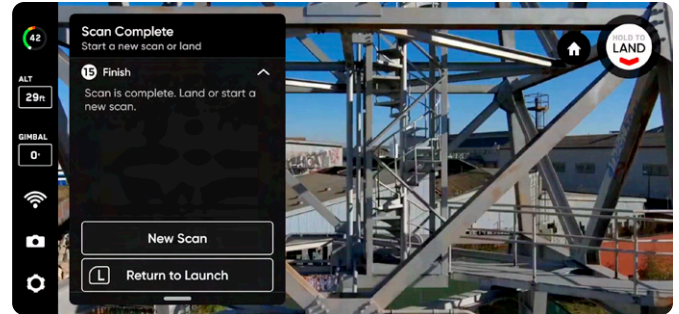 42
ALT
29ft
GIMBAL
0°
Scan Complete
Start a new scan or land
15 Finish
Scan is complete. Land or start a
new scan.
New Scan
L Return to Launch
HOLD TO
LAND